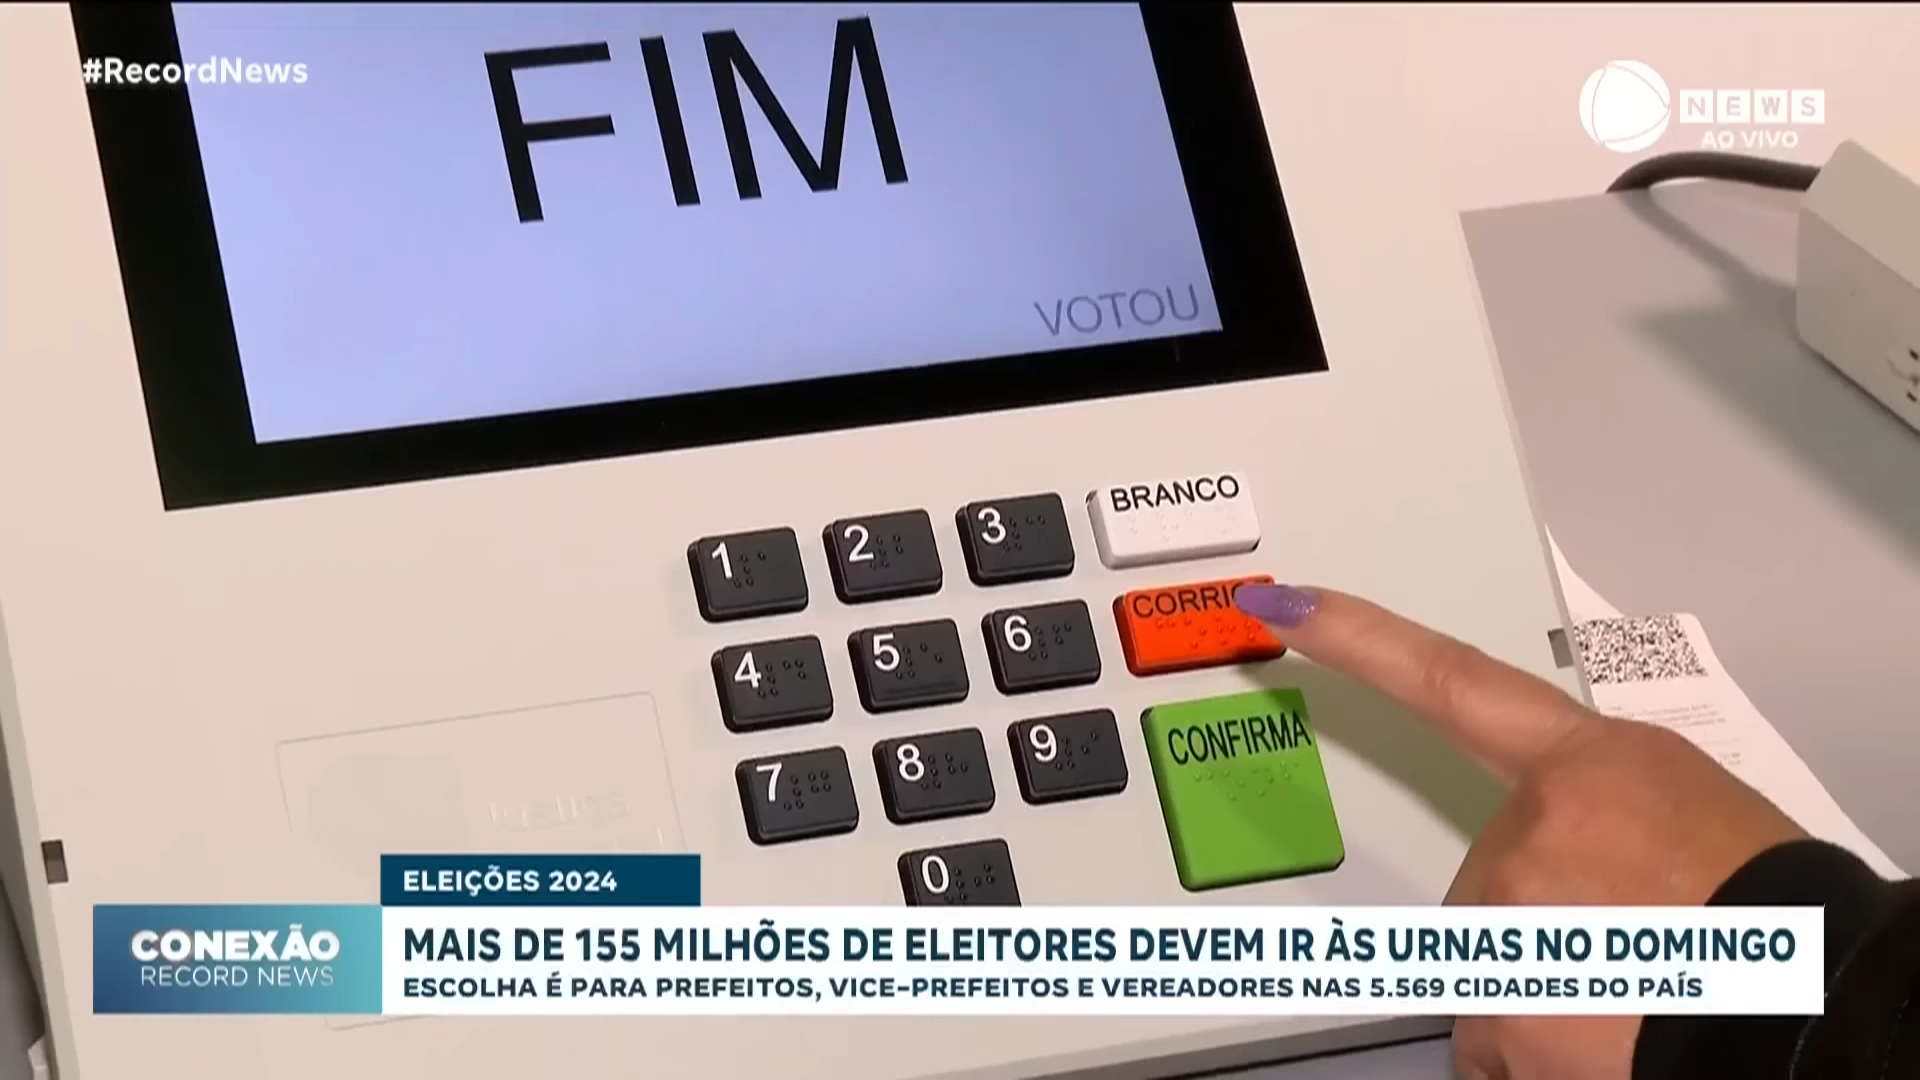 #RecordNews
FIM
VOTOU
NEWS
AO VIVO
1 2 3 BRANCO
4 5 6 CORRIG
7 8 9 CONFIRMA
0
ELEIÇÕES 2024
CONEXÃO
RECORD NEWS
MAIS DE 155 MILHÕES DE ELEITORES DEVEM IR ÀS URNAS NO DOMINGO
ESCOLHA É PARA PREFEITOS, VICE-PREFEITOS E VEREADORES NAS 5.569 CIDADES DO PAÍS